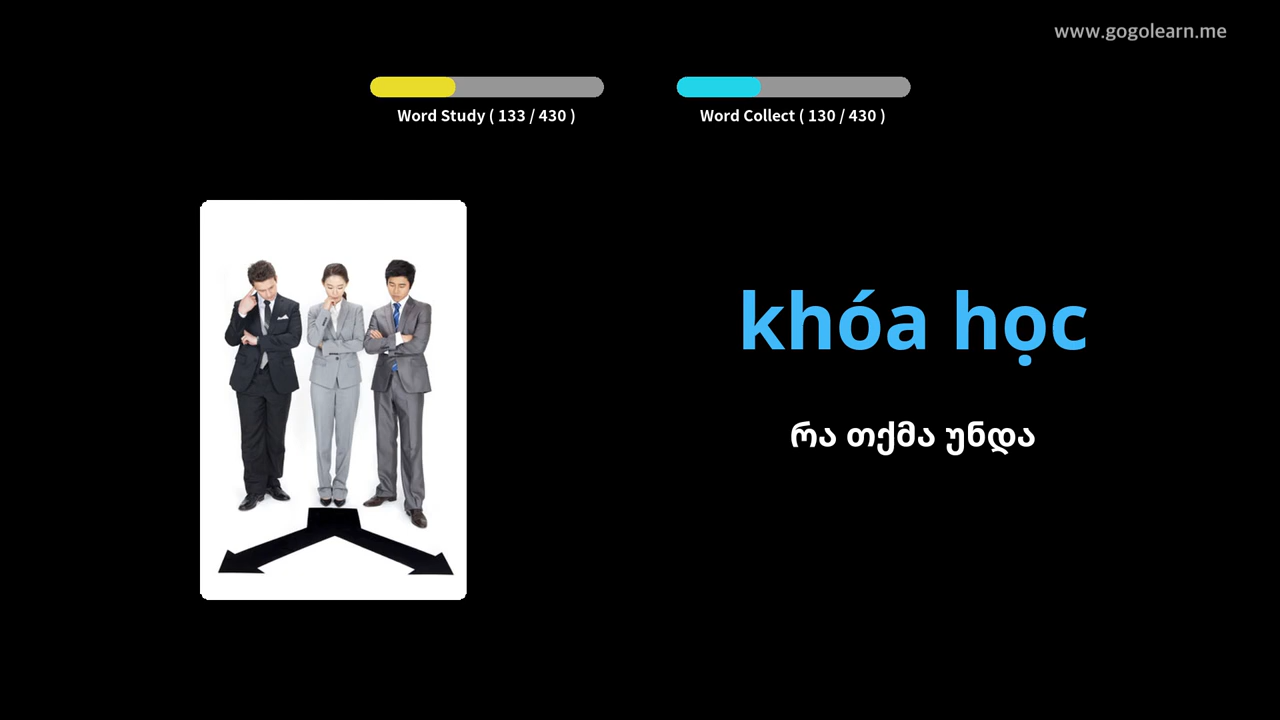 www.gogolearn.me
Word Study ( 133 / 430 )
Word Collect ( 130 / 430 )
khóa học
რა თქმა უნდა